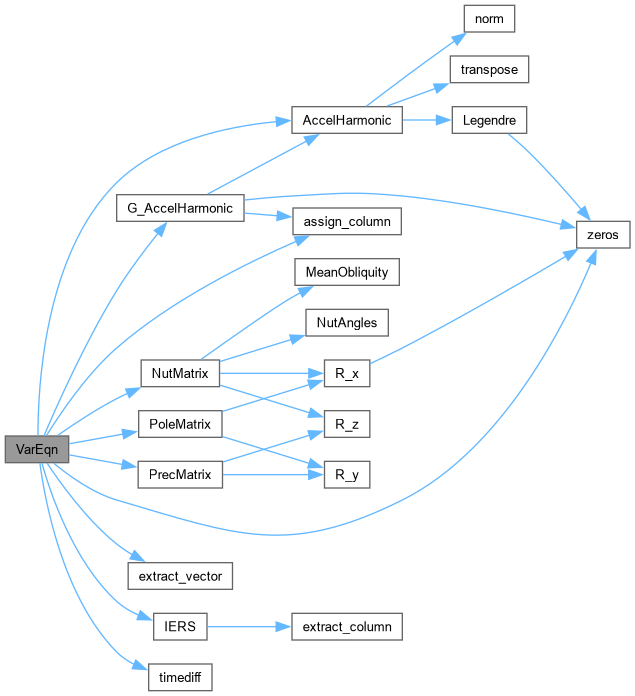 norm
transpose
AccelHarmonic
Legendre
G_AccelHarmonic
assign_column
zeros
MeanObliquity
NutAngles
NutMatrix
R_x
PoleMatrix
R_z
VarEqn
PrecMatrix
R_y
extract_vector
IERS
extract_column
timediff